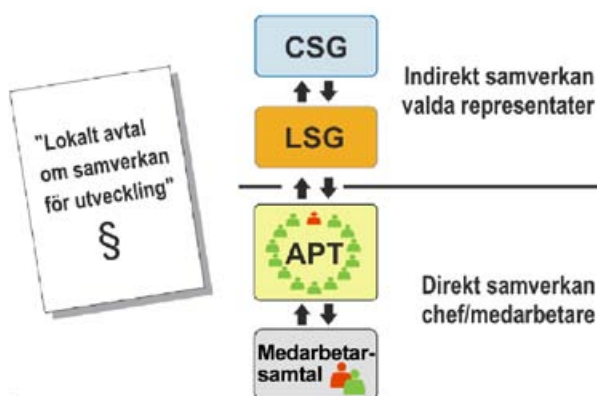 "Lokalt avtal
om samverkan
för utveckling"
§
CSG
LSG
APT
Medarbetar-
samtal
Indirekt samverkan
valda representater
Direkt samverkan
chef/medarbetare